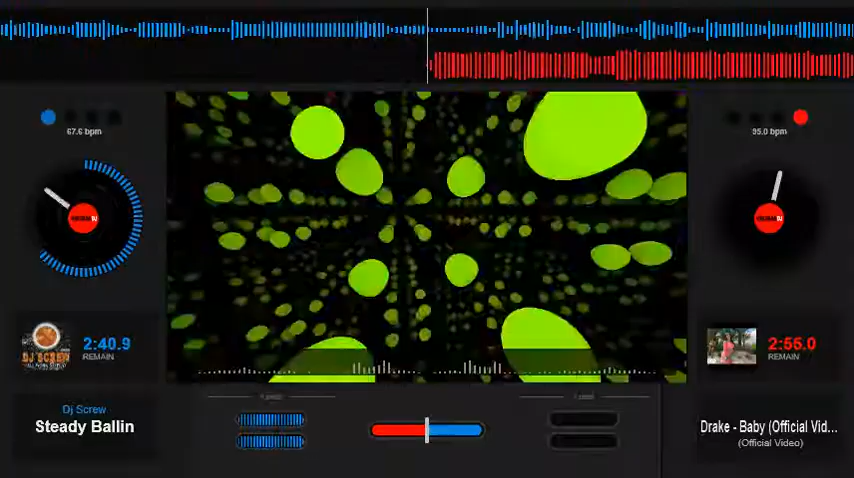 67.6 bpm
95.0 bpm
2:40.9
REMAIN
2:55.0
REMAIN
DJ SCREW
Dj Screw
Steady Ballin
Drake - Baby (Official Vid...
(Official Video)